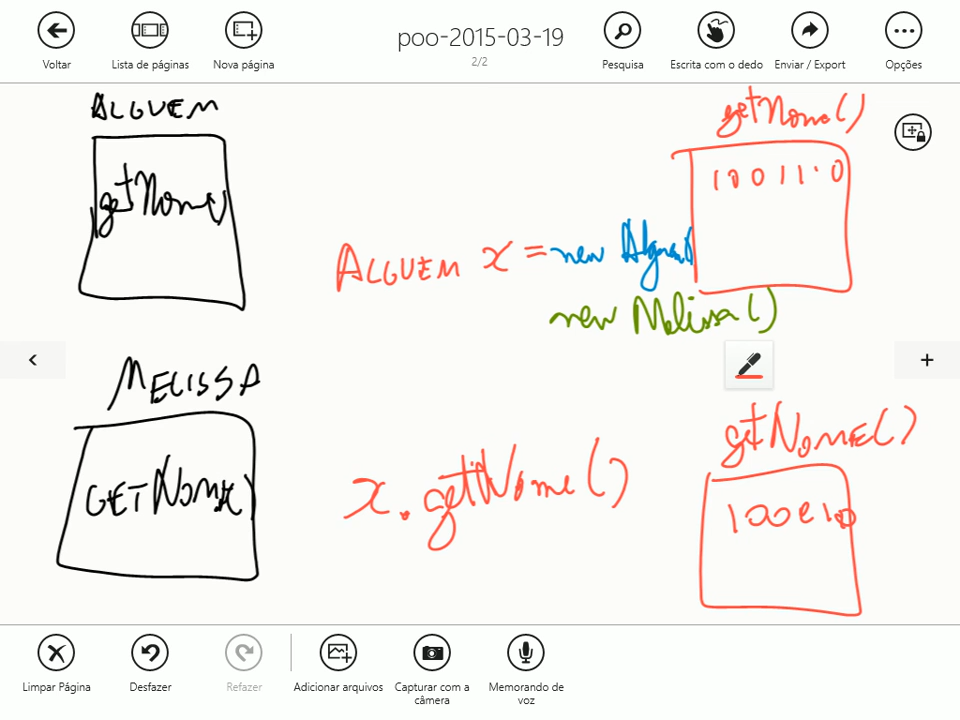 Voltar
Lista de páginas
Nova página
poo-2015-03-19
2/2
Pesquisa
Escrita com o dedo
Enviar / Export
Opções
ALGUEM
getNome
getNome()
10011.0
ALGUEM x = new Alguem(
new Melissa()
MELISSA
GETNOME
x.getNome()
getNome()
100010
Limpar Página
Desfazer
Refazer
Adicionar arquivos
Capturar com a câmera
Memorando de voz